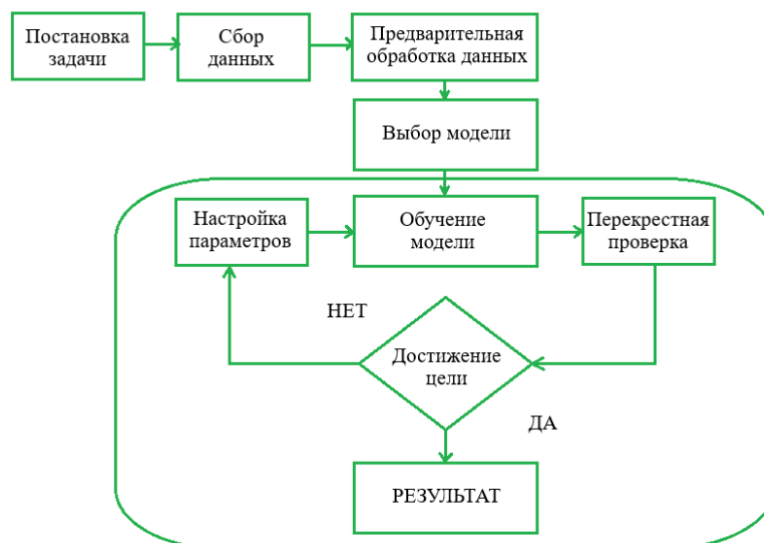 Постановка
задачи
Сбор
данных
Предварительная
обработка данных
Выбор модели
Настройка
параметров
Обучение
модели
Перекрестная
проверка
НЕТ
Достижение
цели
ДА
РЕЗУЛЬТАТ